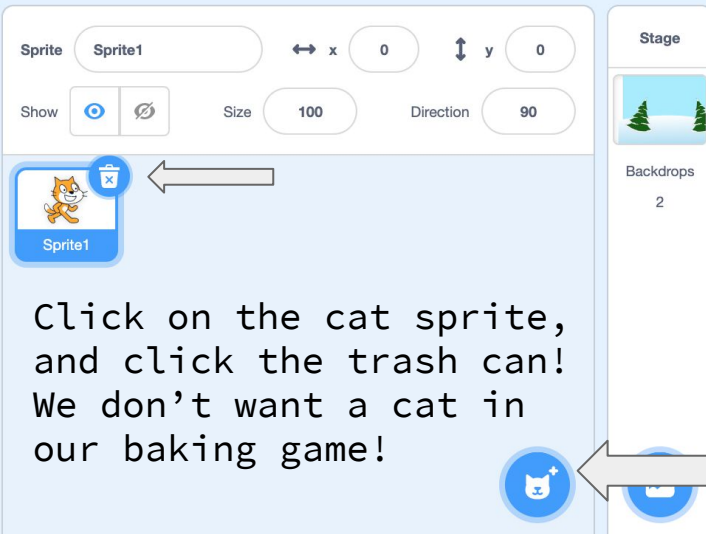 Sprite Sprite1 x 0 y 0
Show Size 100 Direction 90
Stage
Backdrops
2
Sprite1
Click on the cat sprite,
and click the trash can!
We don’t want a cat in
our baking game!